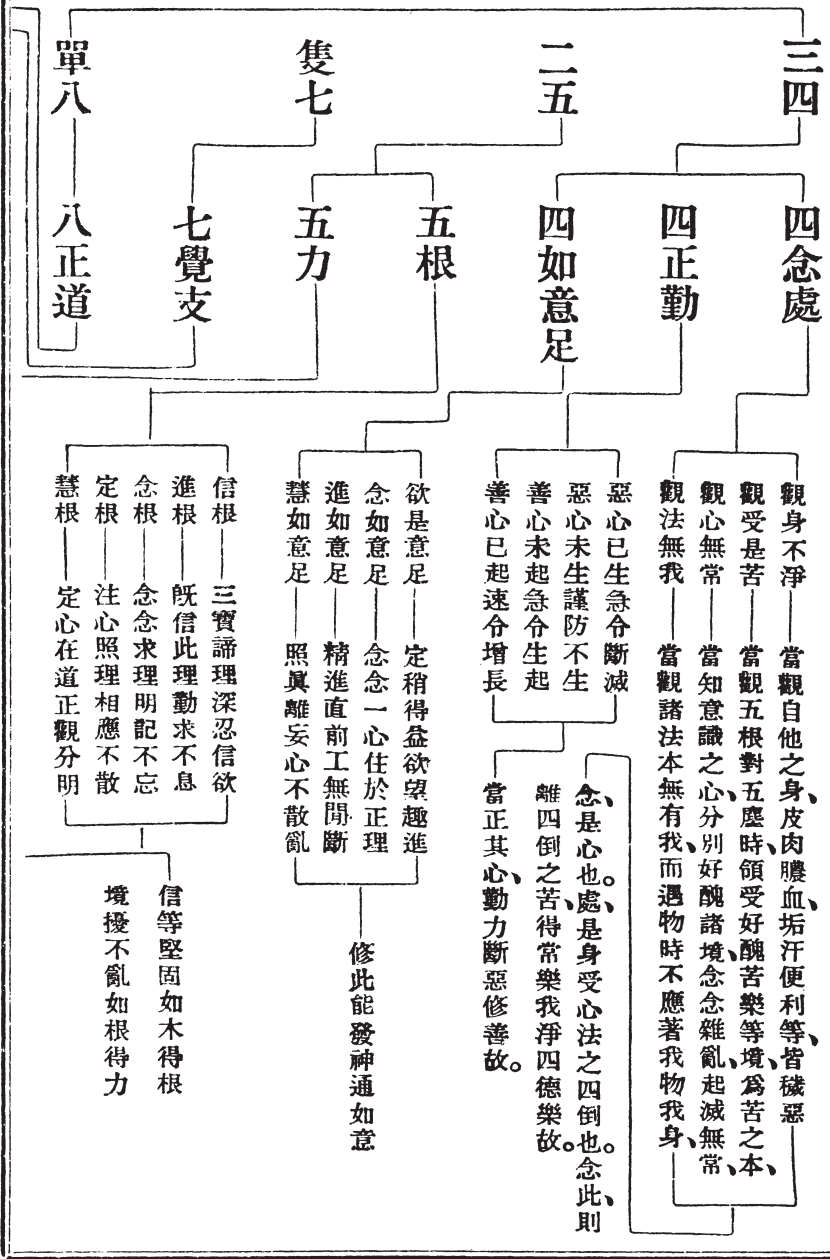 三四
二五
隻七
單八
四念處
四正勤
四如意足
五根
五力
七覺支
八正道
觀身不淨
當觀自他之身、皮肉膿血、垢汗便利等、皆穢惡
觀受是苦
當觀五根對五塵時、領受好醜苦樂等境、爲苦之本、
觀心無常
當知意識之心、分別好醜諸境、念念雜亂、起滅無常、
觀法無我
當觀諸法本無有我、而遇物時不應著我物我身、
念、是心也。處、是身受心法之四倒也。念此、則
離四倒之苦、得常樂我淨四德樂故。
惡心已生急令斷滅
惡心未生謹防不生
善心未起急令生起
善心已起速令增長
當正其心、勤力斷惡修善故。
欲是意足
定稍得益欲望趣進
念如意足
念念一心住於正理
進如意足
精進直前工無間斷
慧如意足
照眞離妄心不散亂
修此能發神通如意
信根
三寶諦理深忍信欲
進根
旣信此理勤求不息
念根
念念求理明記不忘
定根
注心照理相應不散
慧根
定心在道正觀分明
信等堅固如木得根
境擾不亂如根得力